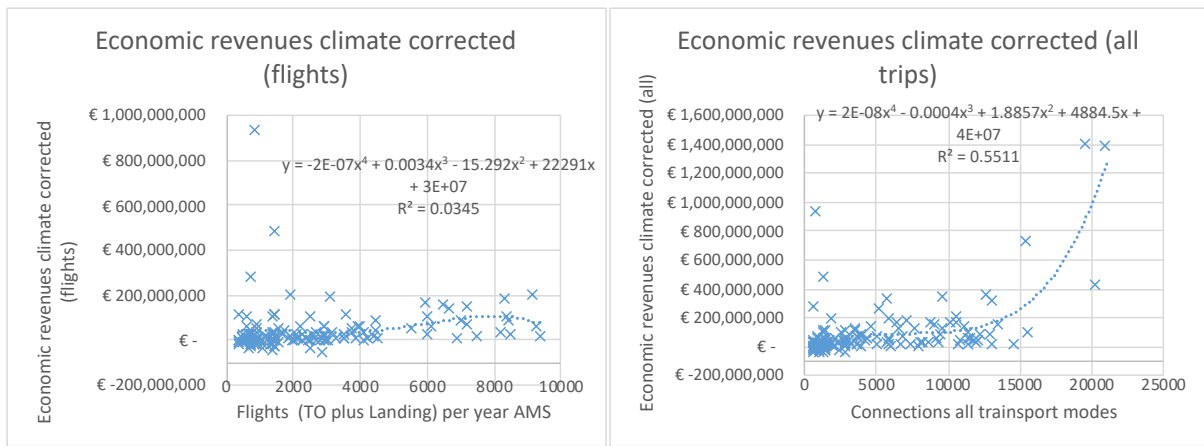 Economic revenues climate corrected
(flights)
Economic revenues climate corrected
(flights)
€ 1,000,000,000
€ 800,000,000
€ 600,000,000
€ 400,000,000
€ 200,000,000
€ -
€ -200,000,000
y = -2E-07x⁴ + 0.0034x³ - 15.292x² + 22291x
+ 3E+07
R² = 0.0345
0 2000 4000 6000 8000 10000
Flights (TO plus Landing) per year AMS
Economic revenues climate corrected (all
trips)
Economic revenues climate corrected (all)
€ 1,600,000,000
€ 1,400,000,000
€ 1,200,000,000
€ 1,000,000,000
€ 800,000,000
€ 600,000,000
€ 400,000,000
€ 200,000,000
€ -
€ -200,000,000
y = 2E-08x⁴ - 0.0004x³ + 1.8857x² + 4884.5x +
4E+07
R² = 0.5511
0 5000 10000 15000 20000 25000
Connections all trainsport modes